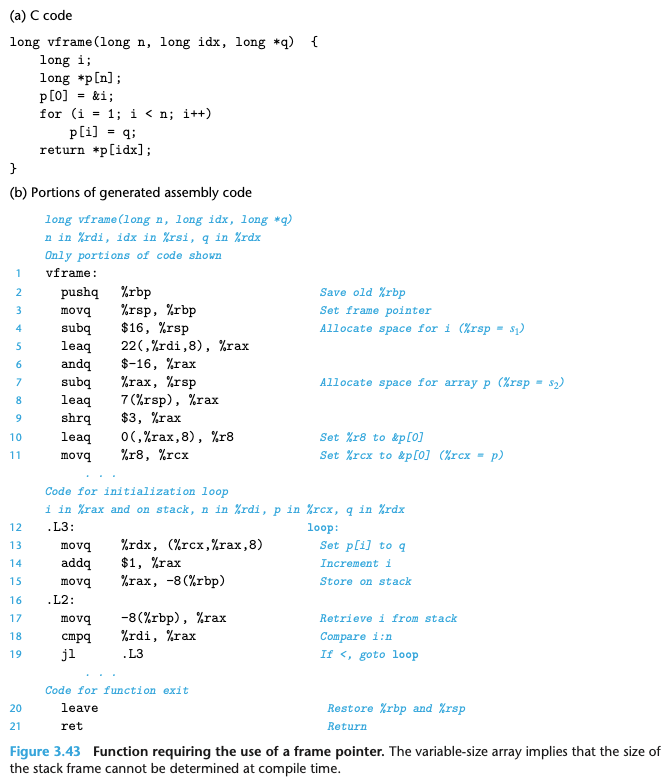 (a) C code
long vframe(long n, long idx, long *q) {
long i;
long *p[n];
p[0] = &i;
for (i = 1; i < n; i++)
p[i] = q;
return *p[idx];
}
(b) Portions of generated assembly code
long vframe(long n, long idx, long *q)
n in %rdi, idx in %rsi, q in %rdx
Only portions of code shown
1 vframe:
2 pushq %rbp Save old %rbp
3 movq %rsp, %rbp Set frame pointer
4 subq $16, %rsp Allocate space for i (%rsp = s₁)
5 leaq 22(,%rdi,8), %rax
6 andq $-16, %rax
7 subq %rax, %rsp Allocate space for array p (%rsp = s₂)
8 leaq 7(%rsp), %rax
9 shrq $3, %rax
10 leaq 0(,%rax,8), %r8 Set %r8 to &p[0]
11 movq %r8, %rcx Set %rcx to &p[0] (%rcx = p)
. . .
Code for initialization loop
i in %rax and on stack, n in %rdi, p in %rcx, q in %rdx
12 .L3: loop:
13 movq %rdx, (%rcx,%rax,8) Set p[i] to q
14 addq $1, %rax Increment i
15 movq %rax, -8(%rbp) Store on stack
16 .L2:
17 movq -8(%rbp), %rax Retrieve i from stack
18 cmpq %rdi, %rax Compare i:n
19 jl .L3 If <, goto loop
. . .
Code for function exit
20 leave Restore %rbp and %rsp
21 ret Return
Figure 3.43 Function requiring the use of a frame pointer. The variable-size array implies that the size of
the stack frame cannot be determined at compile time.